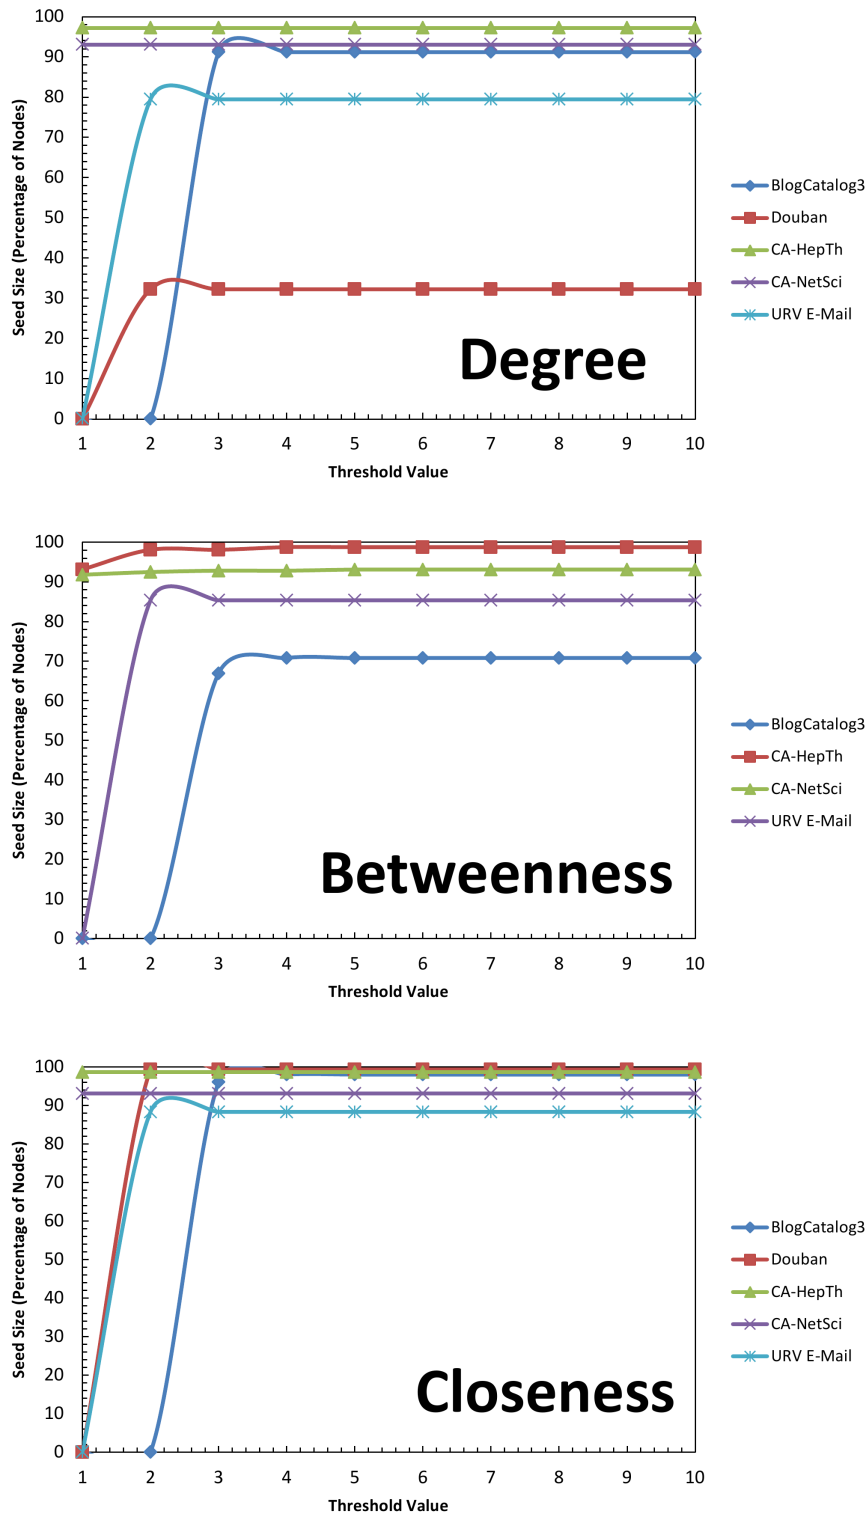 100
90
80
70
60
50
40
30
20
10
0
Seed Size (Percentage of Nodes)
1 2 3 4 5 6 7 8 9 10
Threshold Value
Degree
BlogCatalog3
Douban
CA-HepTh
CA-NetSci
URV E-Mail
100
90
80
70
60
50
40
30
20
10
0
Seed Size (Percentage of Nodes)
1 2 3 4 5 6 7 8 9 10
Threshold Value
Betweenness
BlogCatalog3
CA-HepTh
CA-NetSci
URV E-Mail
100
90
80
70
60
50
40
30
20
10
0
Seed Size (Percentage of Nodes)
1 2 3 4 5 6 7 8 9 10
Threshold Value
Closeness
BlogCatalog3
Douban
CA-HepTh
CA-NetSci
URV E-Mail